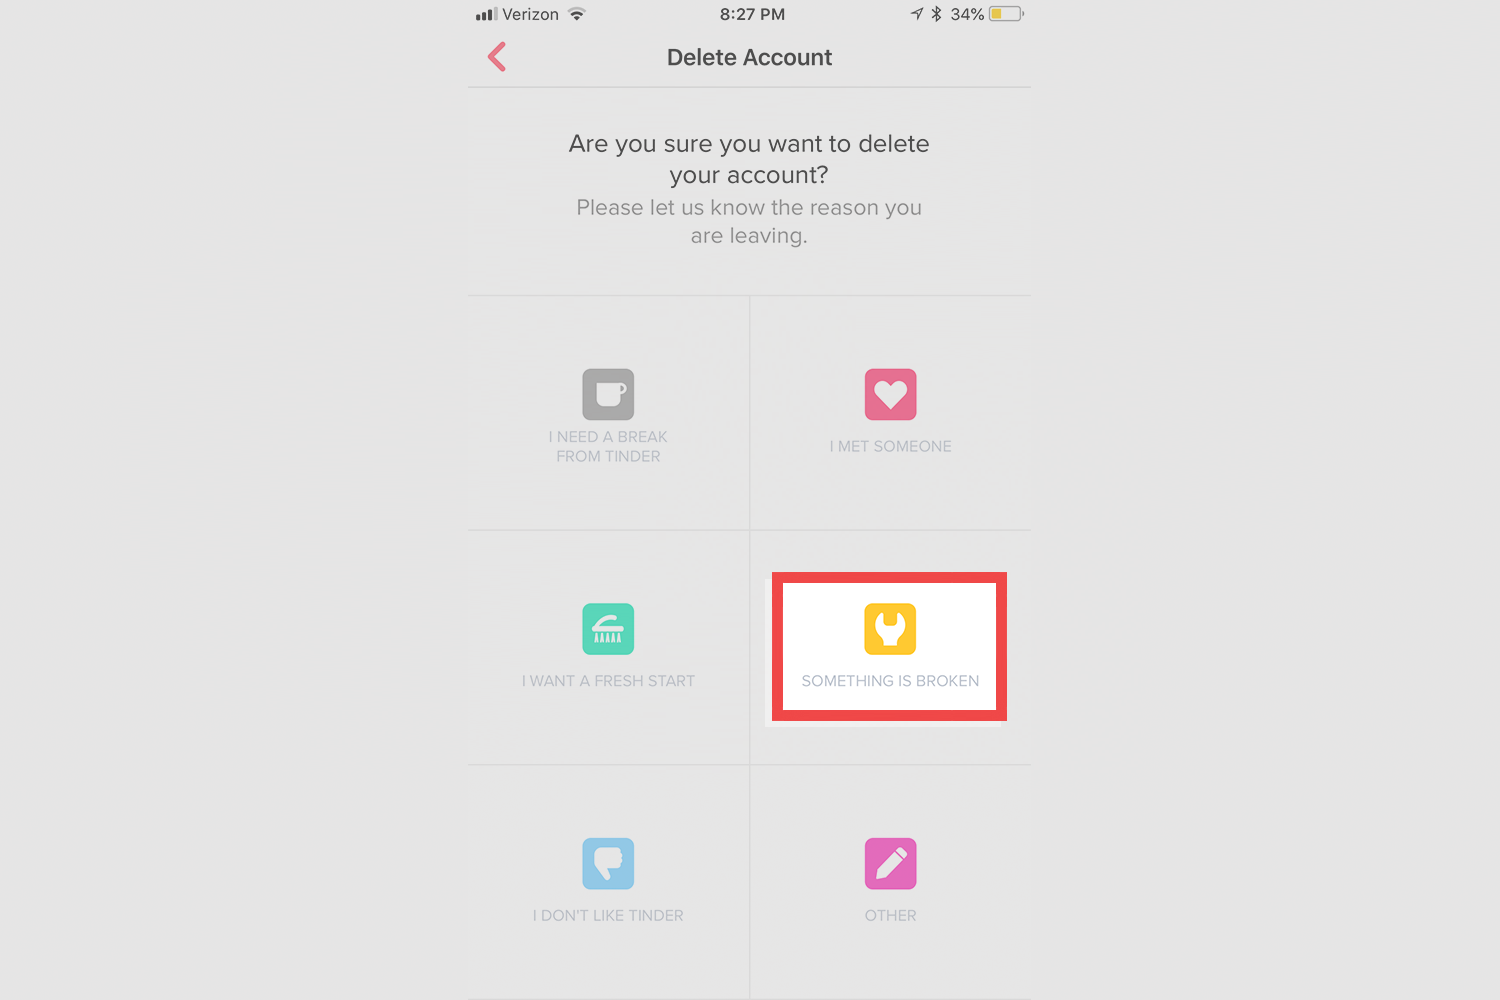 Verizon 8:27 PM 34%
Delete Account
Are you sure you want to delete
your account?
Please let us know the reason you
are leaving.
I NEED A BREAK
FROM TINDER
I MET SOMEONE
I WANT A FRESH START
SOMETHING IS BROKEN
I DON'T LIKE TINDER
OTHER